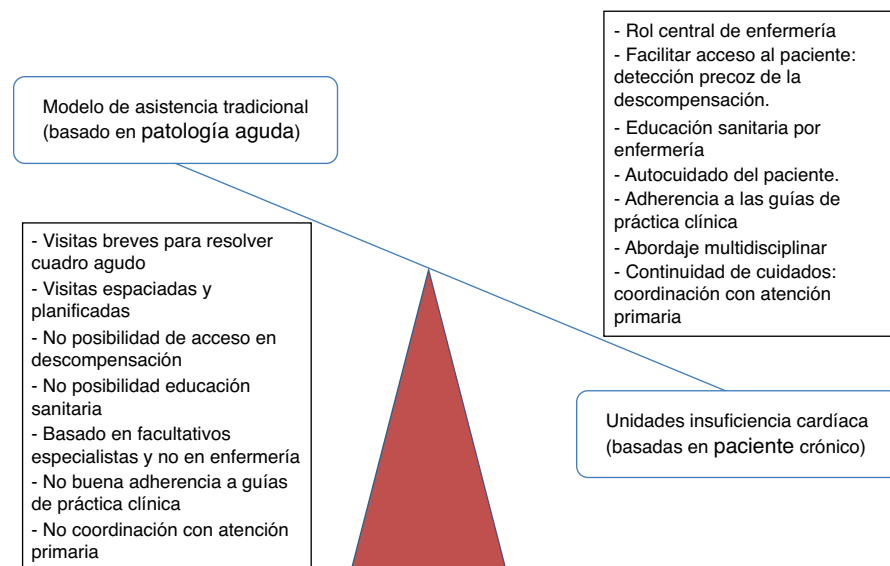 Modelo de asistencia tradicional
(basado en patología aguda)
- Visitas breves para resolver
cuadro agudo
- Visitas espaciadas y
planificadas
- No posibilidad de acceso en
descompensación
- No posibilidad educación
sanitaria
- Basado en facultativos
especialistas y no en enfermería
- No buena adherencia a guías
de práctica clínica
- No coordinación con atención
primaria
- Rol central de enfermería
- Facilitar acceso al paciente:
detección precoz de la
descompensación.
- Educación sanitaria por
enfermería
- Autocuidado del paciente.
- Adherencia a las guías de
práctica clínica
- Abordaje multidisciplinar
- Continuidad de cuidados:
coordinación con atención
primaria
Unidades insuficiencia cardíaca
(basadas en paciente crónico)